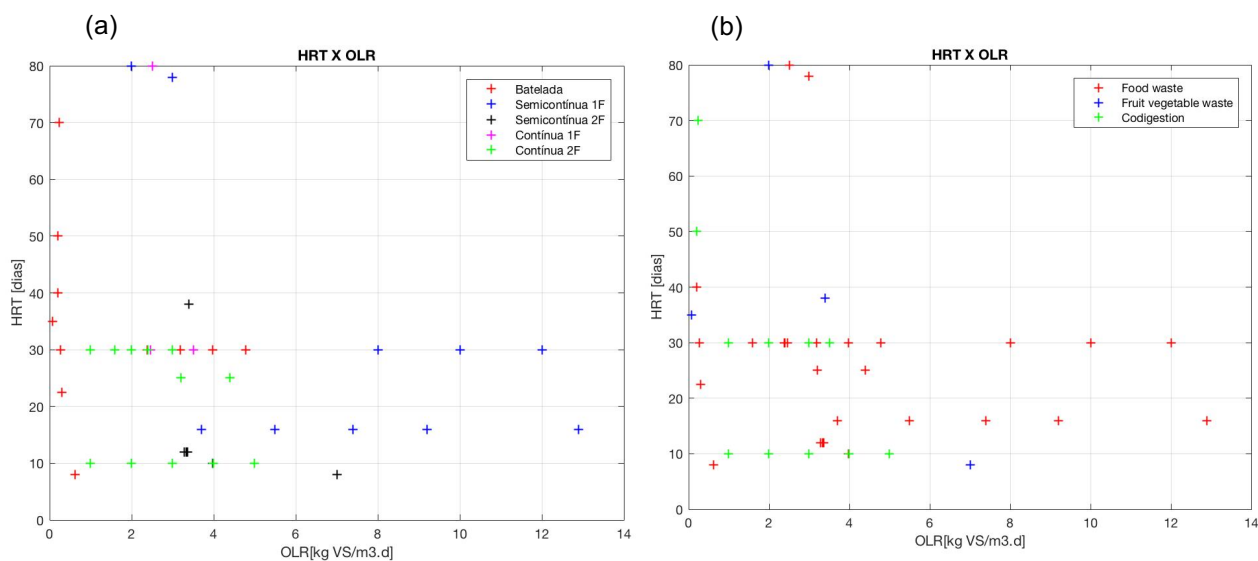 (a)
HRT X OLR
80
70
60
50
40
30
20
10
0
HRT [dias]
Batelada
Semicontínua 1F
Semicontínua 2F
Contínua 1F
Contínua 2F
0 2 4 6 8 10 12 14
OLR[kg VS/m3.d]
(b)
HRT X OLR
80
70
60
50
40
30
20
10
0
HRT [dias]
Food waste
Fruit vegetable waste
Codigestion
0 2 4 6 8 10 12 14
OLR[kg VS/m3.d]